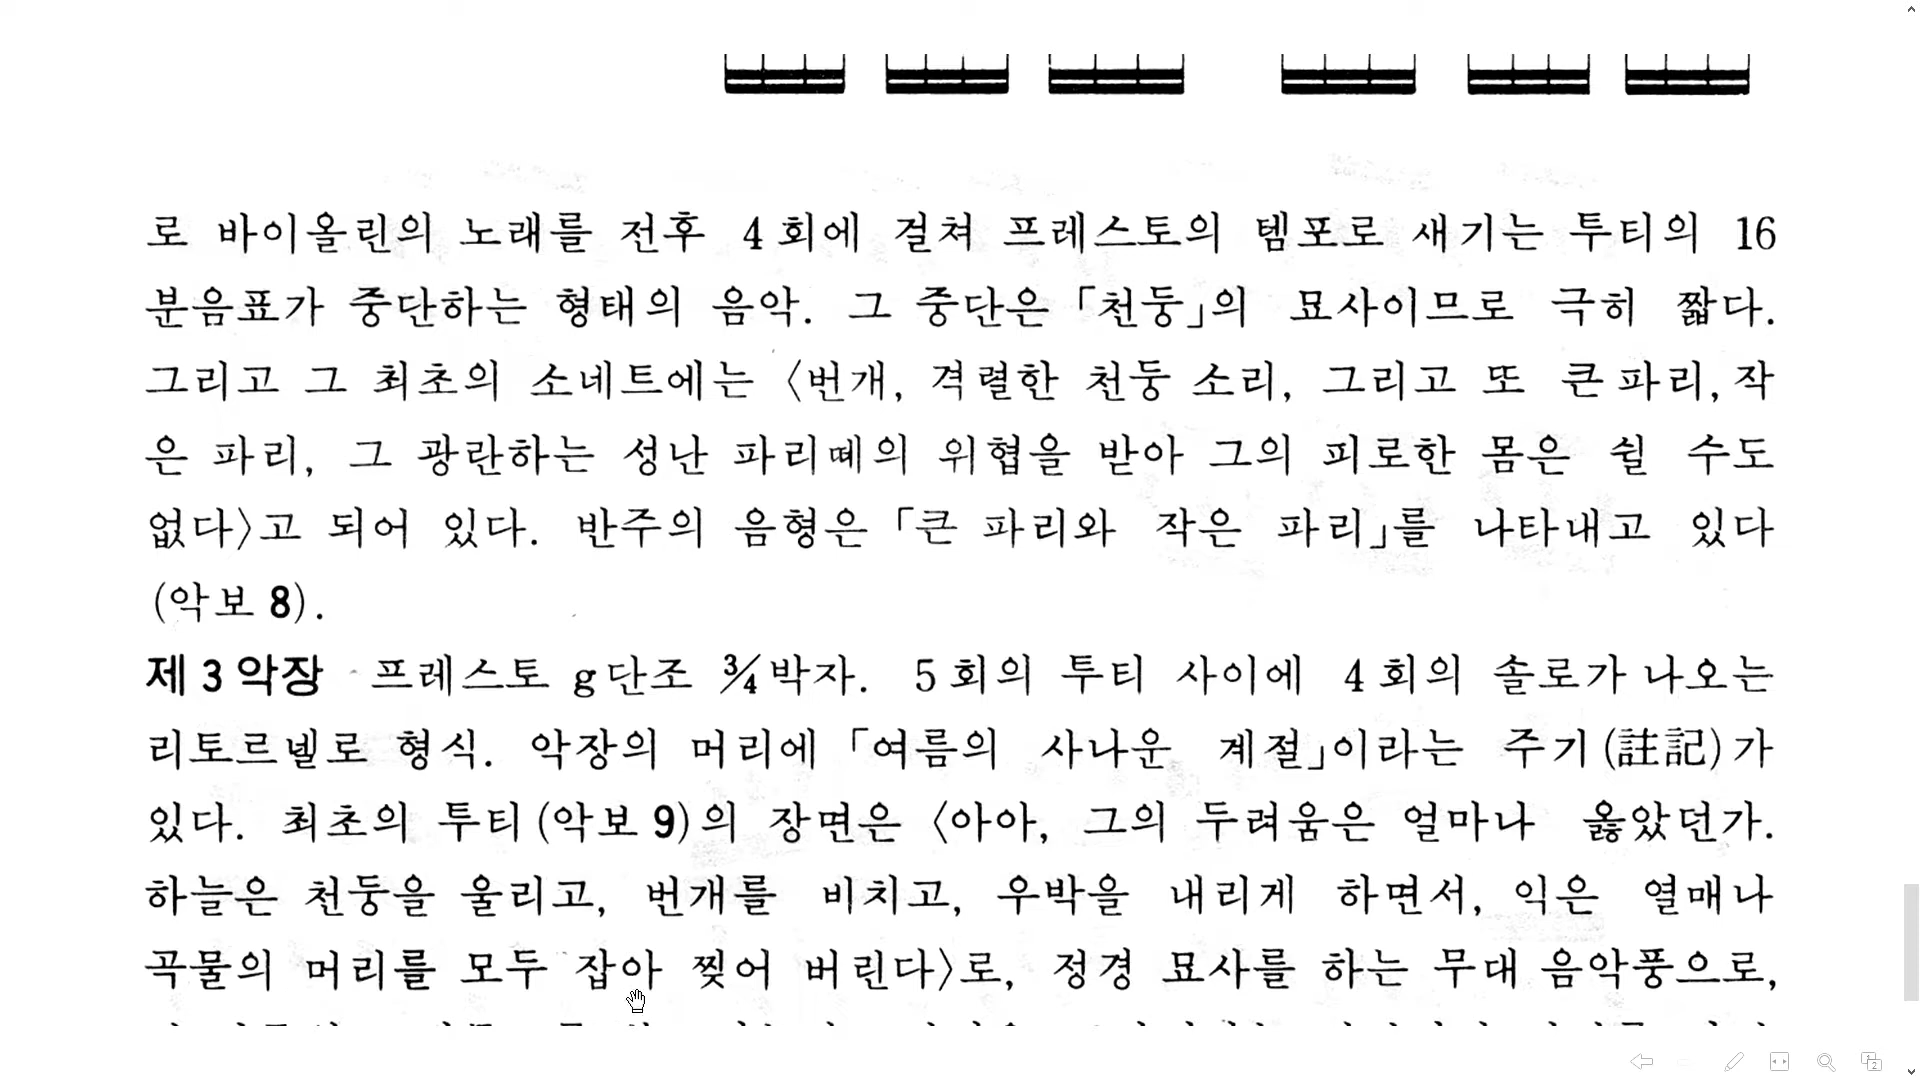 로 바이올린의 노래를 전후 4회에 걸쳐 프레스토의 템포로 새기는 투티의 16
분음표가 중단하는 형태의 음악. 그 중단은 「천둥」의 묘사이므로 극히 짧다.
그리고 그 최초의 소네트에는 〈번개, 격렬한 천둥 소리, 그리고 또 큰 파리, 작
은 파리, 그 광란하는 성난 파리떼의 위협을 받아 그의 피로한 몸은 쉴 수도
없다〉고 되어 있다. 반주의 음형은 「큰 파리와 작은 파리」를 나타내고 있다
(악보 8).
제 3 악장 프레스토 g단조 ¾박자. 5회의 투티 사이에 4회의 솔로가 나오는
리토르넬로 형식. 악장의 머리에 「여름의 사나운 계절」이라는 주기(註記)가
있다. 최초의 투티(악보 9)의 장면은 〈아아, 그의 두려움은 얼마나 옳았던가.
하늘은 천둥을 울리고, 번개를 비치고, 우박을 내리게 하면서, 익은 열매나
곡물의 머리를 모두 잡아 찢어 버린다〉로, 정경 묘사를 하는 무대 음악풍으로,